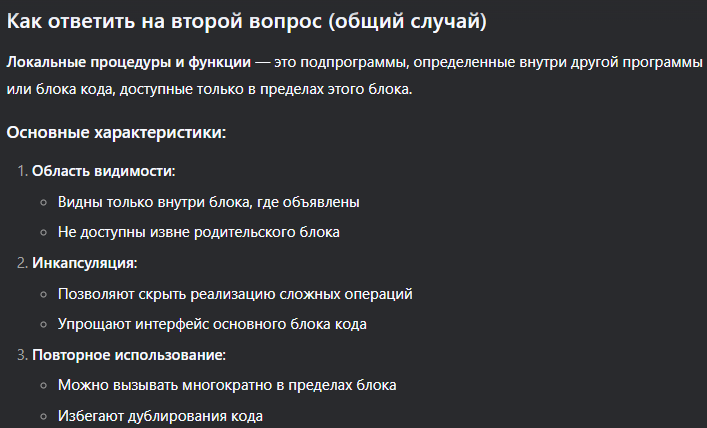 Как ответить на второй вопрос (общий случай)
Локальные процедуры и функции — это подпрограммы, определенные внутри другой программы
или блока кода, доступные только в пределах этого блока.
Основные характеристики:
1. Область видимости:
◦ Видны только внутри блока, где объявлены
◦ Не доступны извне родительского блока
2. Инкапсуляция:
◦ Позволяют скрыть реализацию сложных операций
◦ Упрощают интерфейс основного блока кода
3. Повторное использование:
◦ Можно вызывать многократно в пределах блока
◦ Избегают дублирования кода